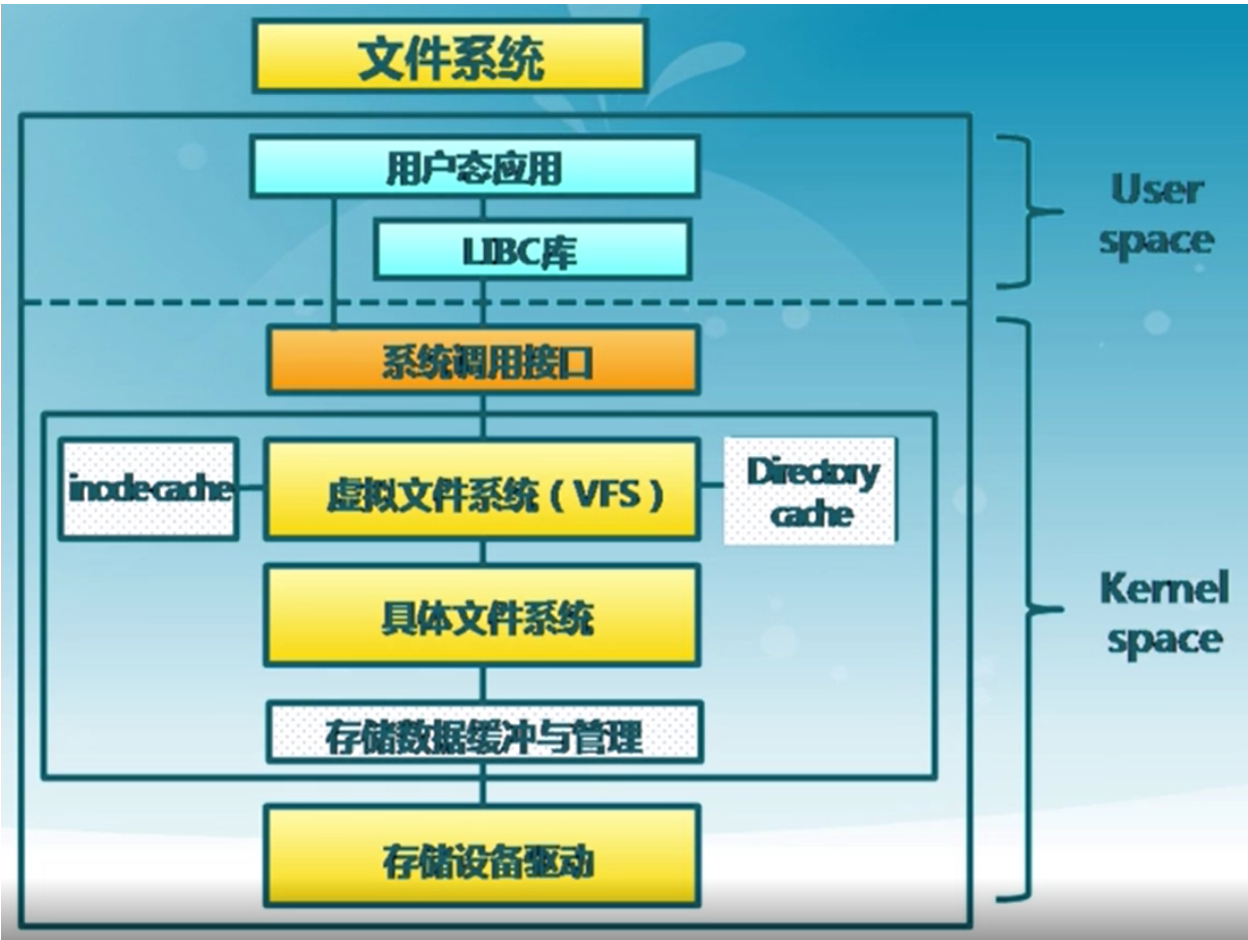 文件系统
用户态应用
LIBC库
User
space
系统调用接口
inode cache
虚拟文件系统（VFS）
Directory
cache
具体文件系统
Kernel
space
存储数据缓冲与管理
存储设备驱动